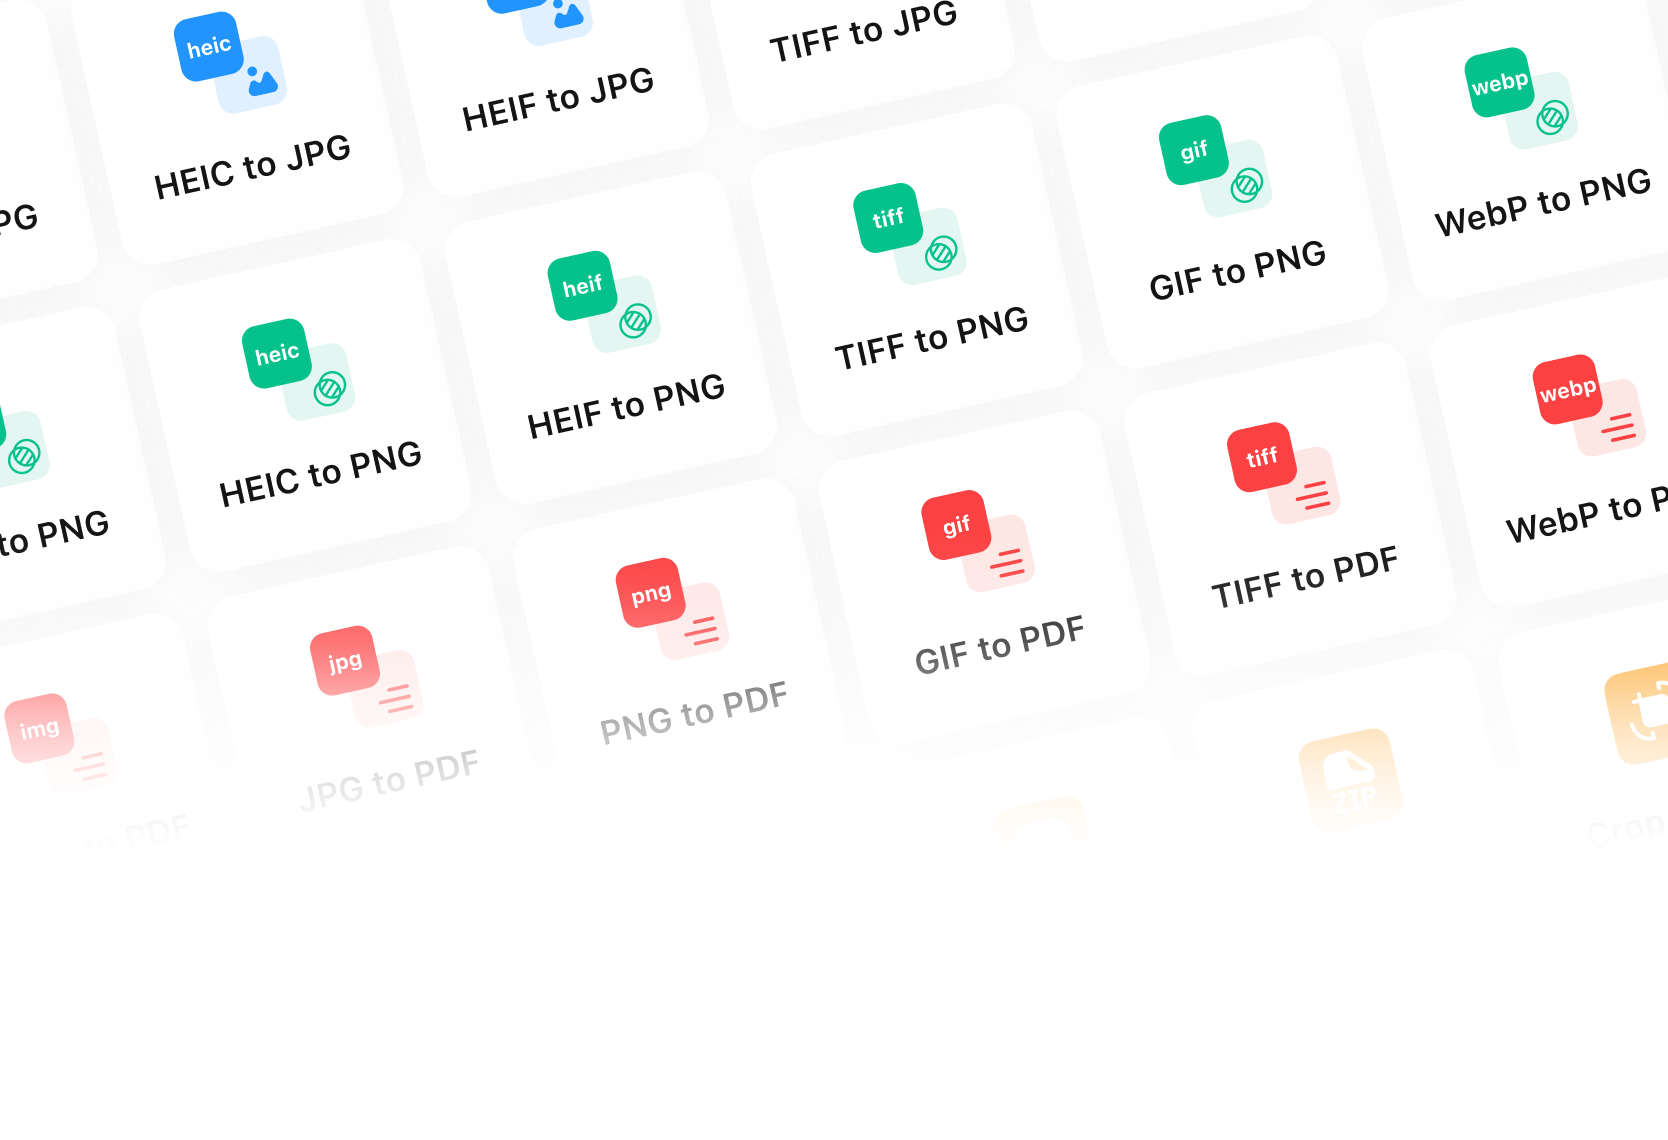 PG
heic
HEIC to JPG
HEIF to JPG
TIFF to JPG
to PNG
heic
HEIC to PNG
heif
HEIF to PNG
tiff
TIFF to PNG
gif
GIF to PNG
webp
WebP to PNG
img
to PDF
jpg
JPG to PDF
png
PNG to PDF
gif
GIF to PDF
tiff
TIFF to PDF
webp
WebP to P
ZIP
Crop